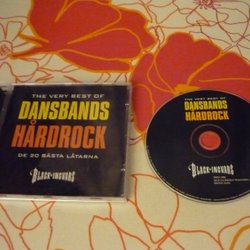 THE VERY BEST OF
DANSBANDS
HÅRDROCK
DE 20 BÄSTA LÅTARNA
BLACK-INGVARS
THE VERY BEST OF
DANSBANDS
HÅRDROCK
BLACK-INGVARS